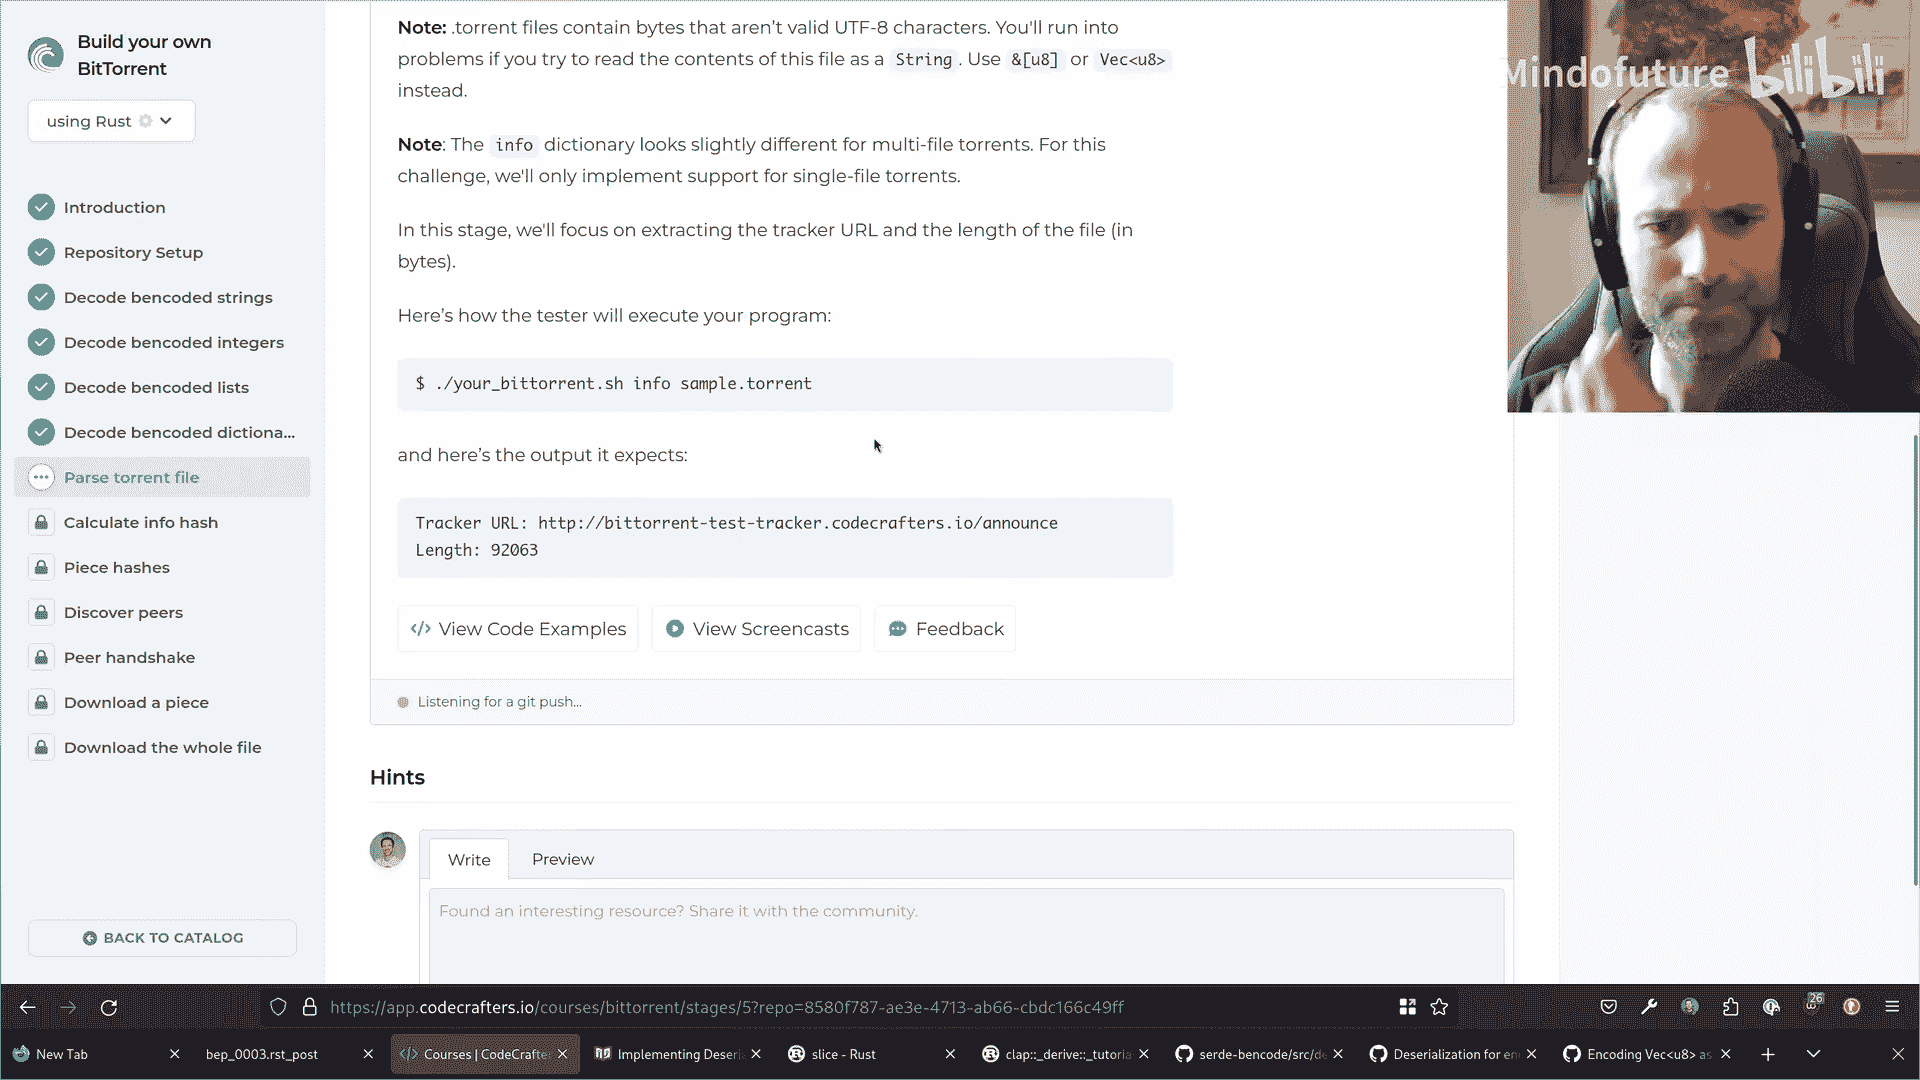 Build your own
BitTorrent
using Rust
Introduction
Repository Setup
Decode bencoded strings
Decode bencoded integers
Decode bencoded lists
Decode bencoded dictiona...
Parse torrent file
Calculate info hash
Piece hashes
Discover peers
Peer handshake
Download a piece
Download the whole file
BACK TO CATALOG
Note: .torrent files contain bytes that aren’t valid UTF-8 characters. You'll run into
problems if you try to read the contents of this file as a String. Use &[u8] or Vec<u8>
instead.
Note: The info dictionary looks slightly different for multi-file torrents. For this
challenge, we'll only implement support for single-file torrents.
In this stage, we'll focus on extracting the tracker URL and the length of the file (in
bytes).
Here’s how the tester will execute your program:
$ ./your_bittorrent.sh info sample.torrent
and here’s the output it expects:
Tracker URL: http://bittorrent-test-tracker.codecrafters.io/announce
Length: 92063
</> View Code Examples
View Screencasts
Feedback
Listening for a git push...
Hints
Write
Preview
Found an interesting resource? Share it with the community.
Mindofuture bilibili
https://app.codecrafters.io/courses/bittorrent/stages/5?repo=8580f787-ae3e-4713-ab66-cbdc166c49ff
26
New Tab
bep_0003.rst_post
</> Courses | CodeCrafte
Implementing Deseri
slice - Rust
clap::_derive::_tutoria
serde-bencode/src/de
Deserialization for en
Encoding Vec<u8> as